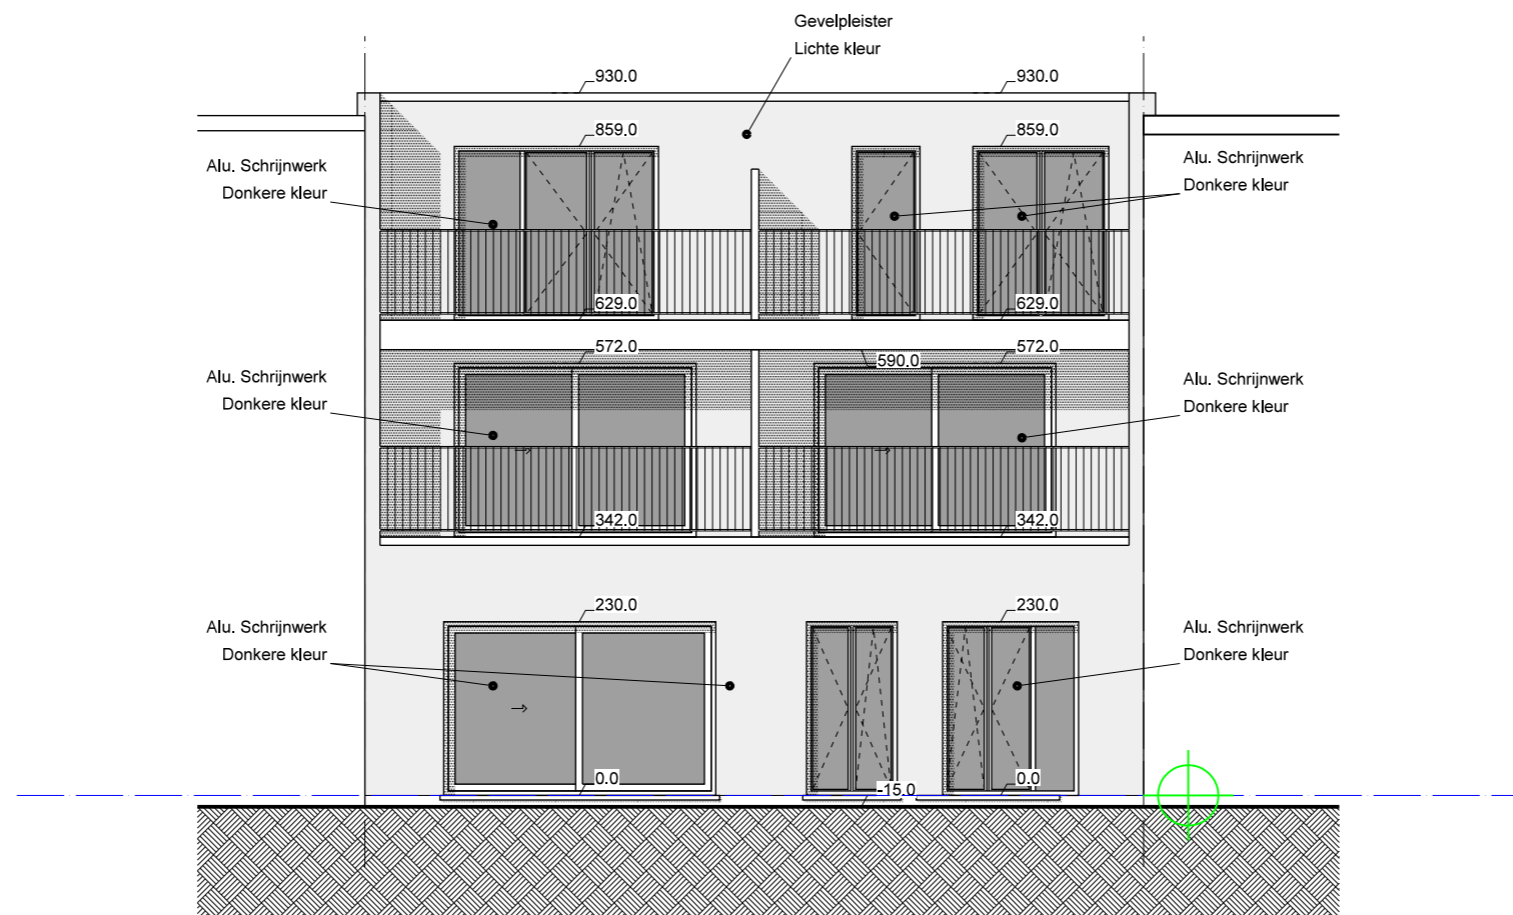 Gevelpleister
Lichte kleur
930.0
930.0
859.0
859.0
Alu. Schrijnwerk
Donkere kleur
Alu. Schrijnwerk
Donkere kleur
629.0
629.0
572.0
590.0
572.0
Alu. Schrijnwerk
Donkere kleur
Alu. Schrijnwerk
Donkere kleur
342.0
342.0
230.0
230.0
Alu. Schrijnwerk
Donkere kleur
Alu. Schrijnwerk
Donkere kleur
0.0
-15.0
0.0